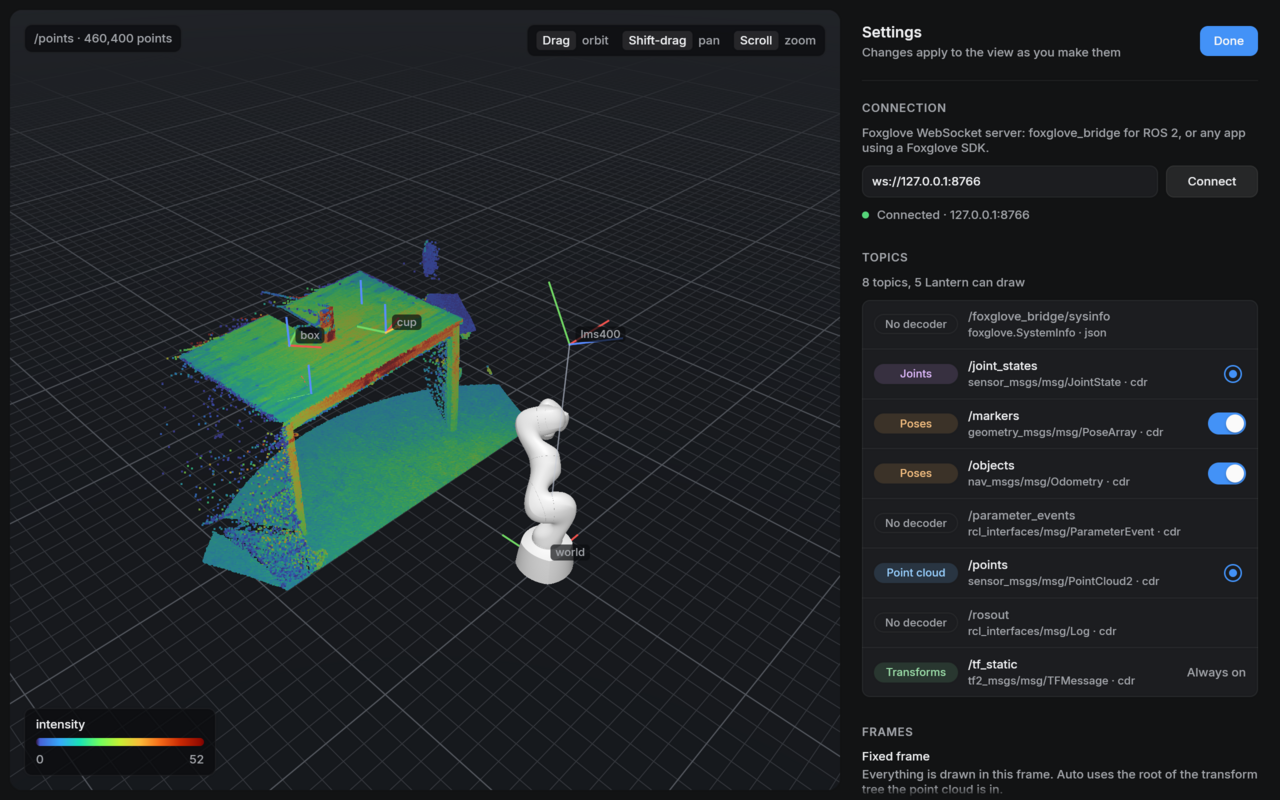 /points · 460,400 points
Drag orbit Shift-drag pan Scroll zoom
box
cup
lms400
world
intensity
0 52
Settings
Changes apply to the view as you make them
Done
CONNECTION
Foxglove WebSocket server: foxglove_bridge for ROS 2, or any app
using a Foxglove SDK.
ws://127.0.0.1:8766
Connect
Connected · 127.0.0.1:8766
TOPICS
8 topics, 5 Lantern can draw
No decoder
/foxglove_bridge/sysinfo
foxglove.SystemInfo · json
Joints
/joint_states
sensor_msgs/msg/JointState · cdr
Poses
/markers
geometry_msgs/msg/PoseArray · cdr
Poses
/objects
nav_msgs/msg/Odometry · cdr
No decoder
/parameter_events
rcl_interfaces/msg/ParameterEvent · cdr
Point cloud
/points
sensor_msgs/msg/PointCloud2 · cdr
No decoder
/rosout
rcl_interfaces/msg/Log · cdr
Transforms
/tf_static
tf2_msgs/msg/TFMessage · cdr
Always on
FRAMES
Fixed frame
Everything is drawn in this frame. Auto uses the root of the transform
tree the point cloud is in.